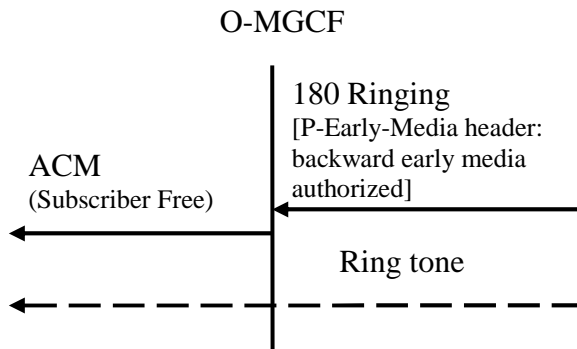 O-MGCF
180 Ringing
[P-Early-Media header:
backward early media
authorized]
ACM
(Subscriber Free)
Ring tone